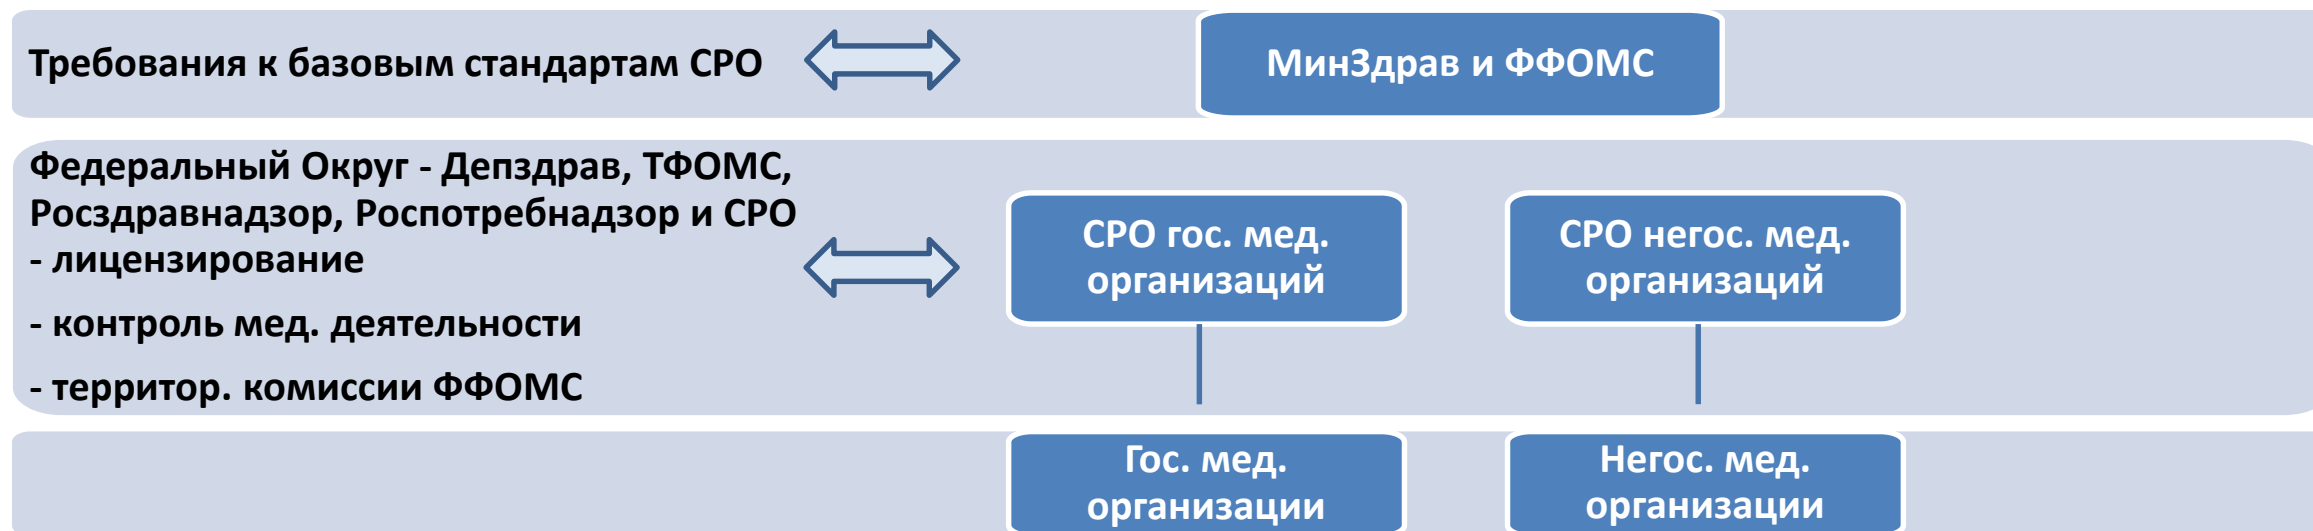 Требования к базовым стандартам СРО
МинЗдрав и ФФОМС
Федеральный Округ - Депздрав, ТФОМС,
Росздравнадзор, Роспотребнадзор и СРО
- лицензирование
- контроль мед. деятельности
- территор. комиссии ФФОМС
СРО гос. мед.
организаций
СРО негос. мед.
организаций
Гос. мед.
организации
Негос. мед.
организации